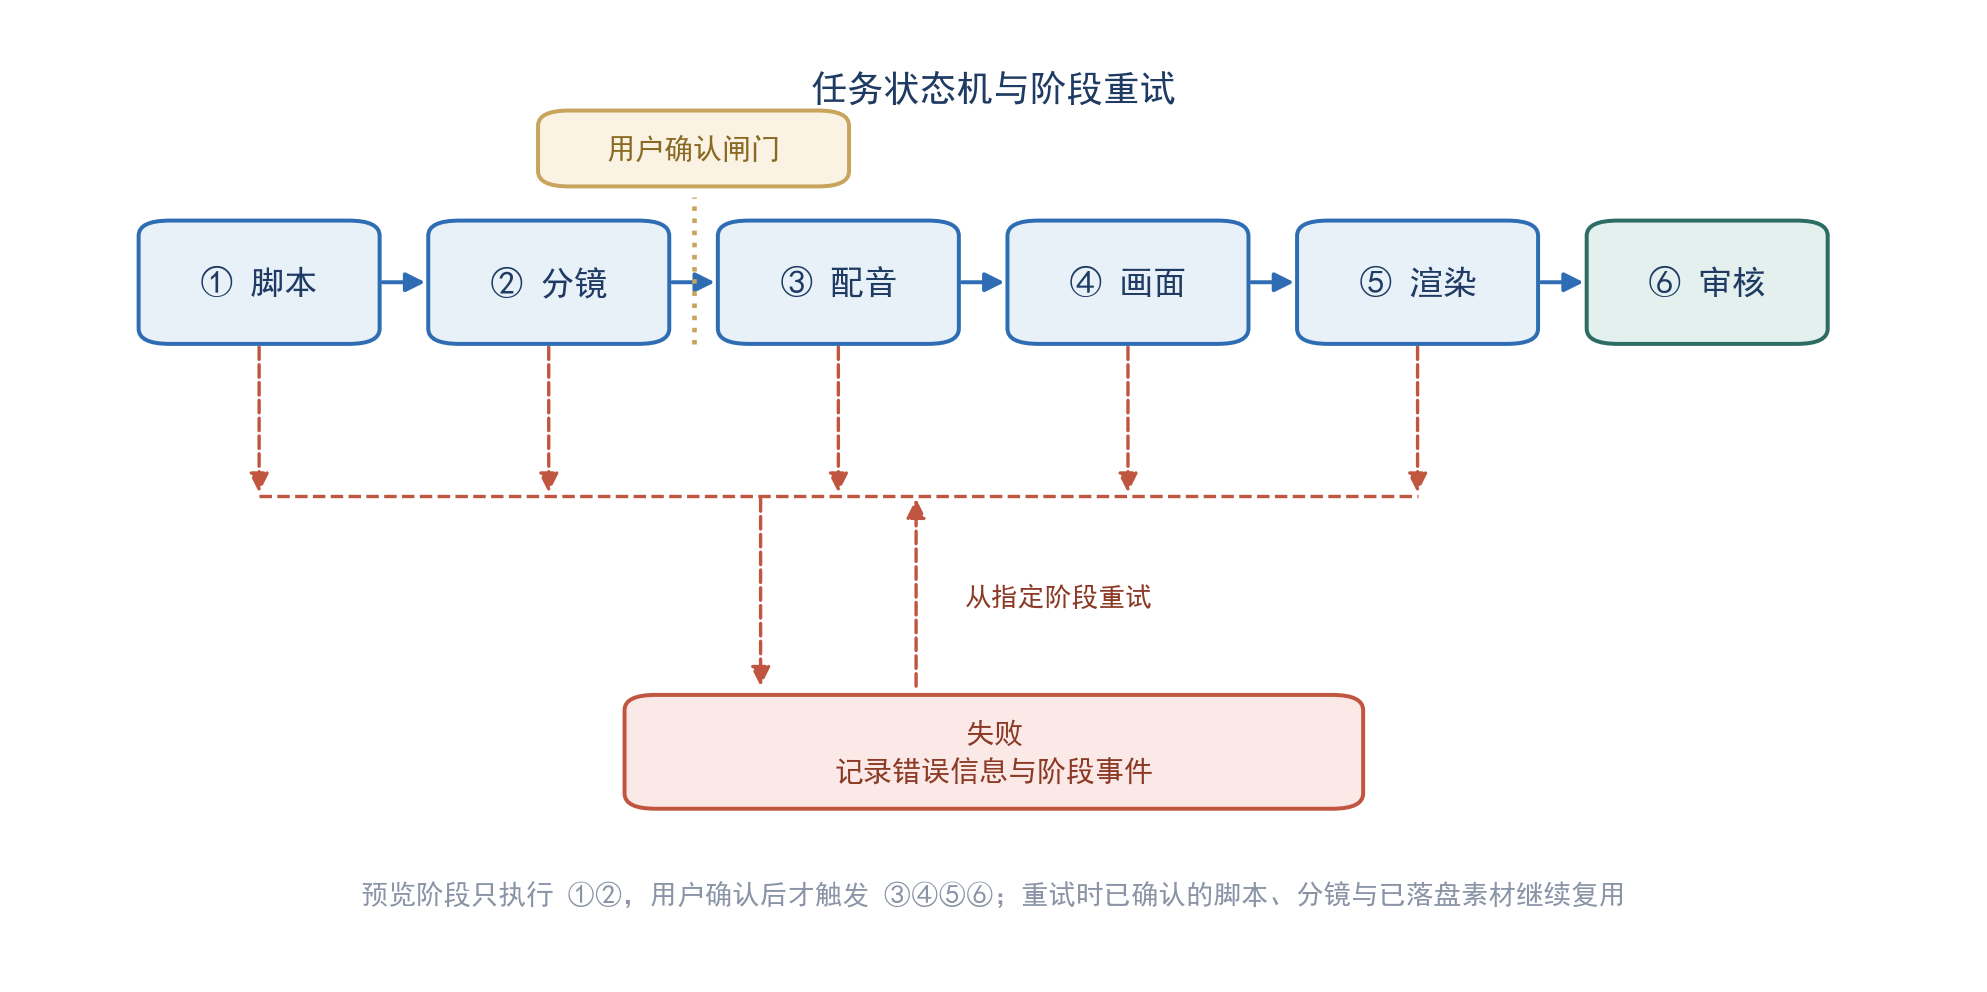 任务状态机与阶段重试
用户确认闸门
① 脚本
② 分镜
③ 配音
④ 画面
⑤ 渲染
⑥ 审核
从指定阶段重试
失败
记录错误信息与阶段事件
预览阶段只执行 ①②，用户确认后才触发 ③④⑤⑥；重试时已确认的脚本、分镜与已落盘素材继续复用